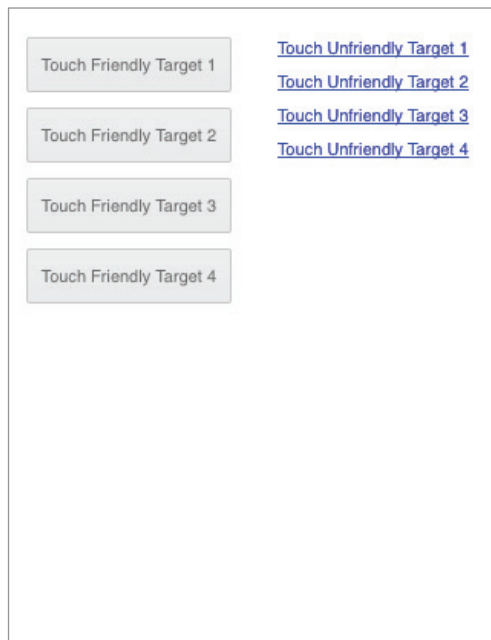 Touch Friendly Target 1
Touch Friendly Target 2
Touch Friendly Target 3
Touch Friendly Target 4
Touch Unfriendly Target 1
Touch Unfriendly Target 2
Touch Unfriendly Target 3
Touch Unfriendly Target 4